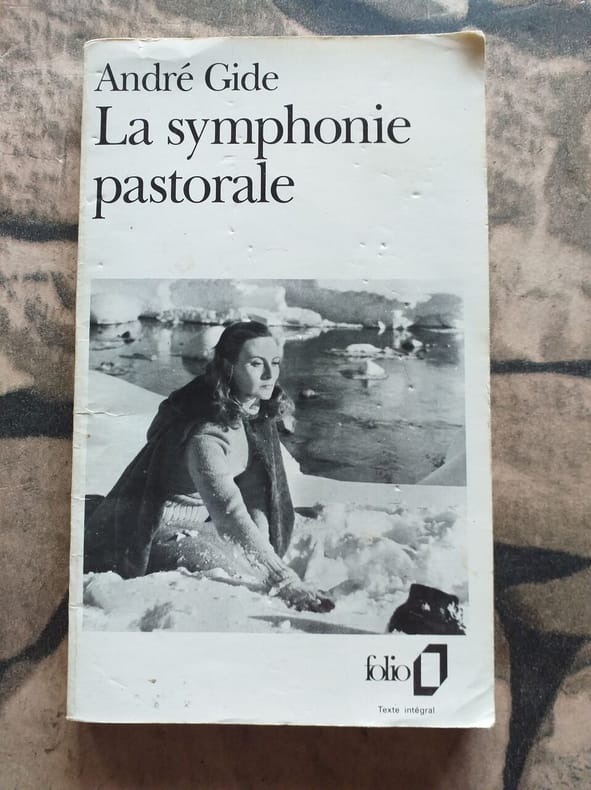 André Gide
La symphonie
pastorale
folio
Texte intégral